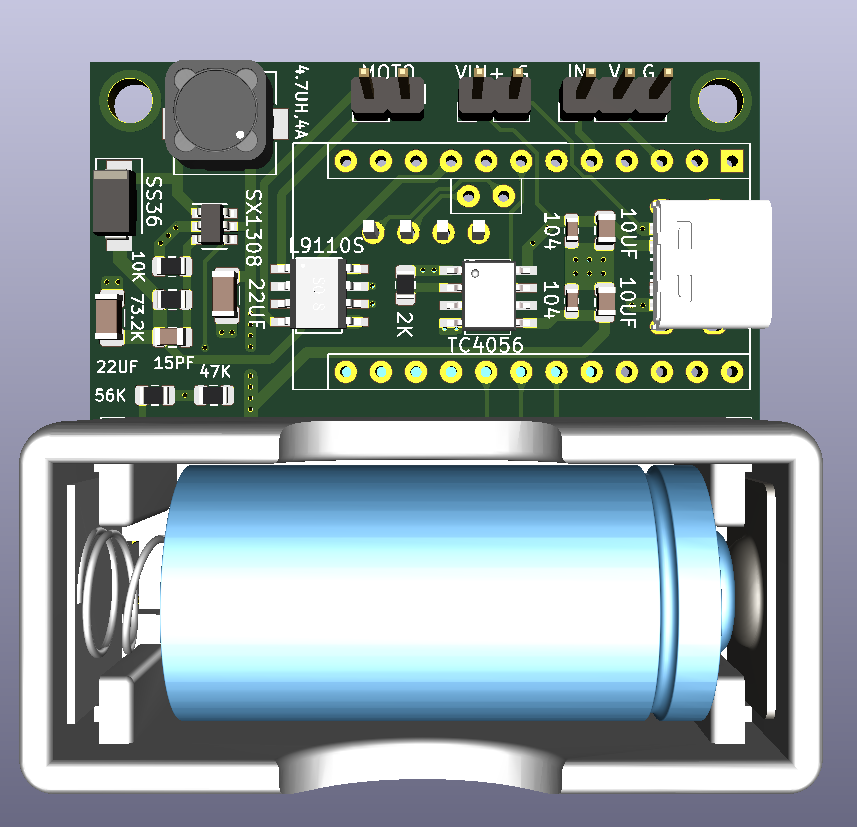 MOTO
VIN+ G
IN V G
4.7UH,4A
SS36
SX1308
10K
73.2K
22UF
L9110S
2K
TC4056
104
10UF
104
10UF
22UF
15PF
47K
56K